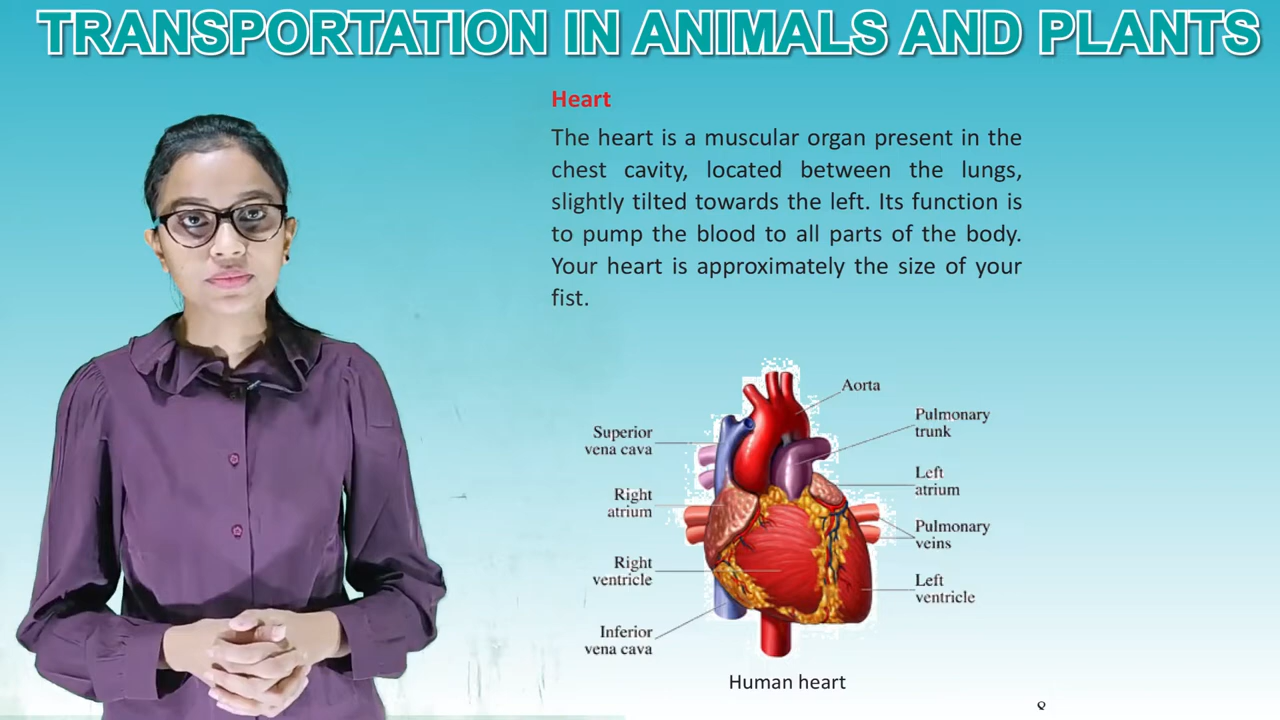 TRANSPORTATION IN ANIMALS AND PLANTS
Heart
The heart is a muscular organ present in the
chest cavity, located between the lungs,
slightly tilted towards the left. Its function is
to pump the blood to all parts of the body.
Your heart is approximately the size of your
fist.
Aorta
Pulmonary
trunk
Superior
vena cava
Left
atrium
Right
atrium
Pulmonary
veins
Right
ventricle
Left
ventricle
Inferior
vena cava
Human heart